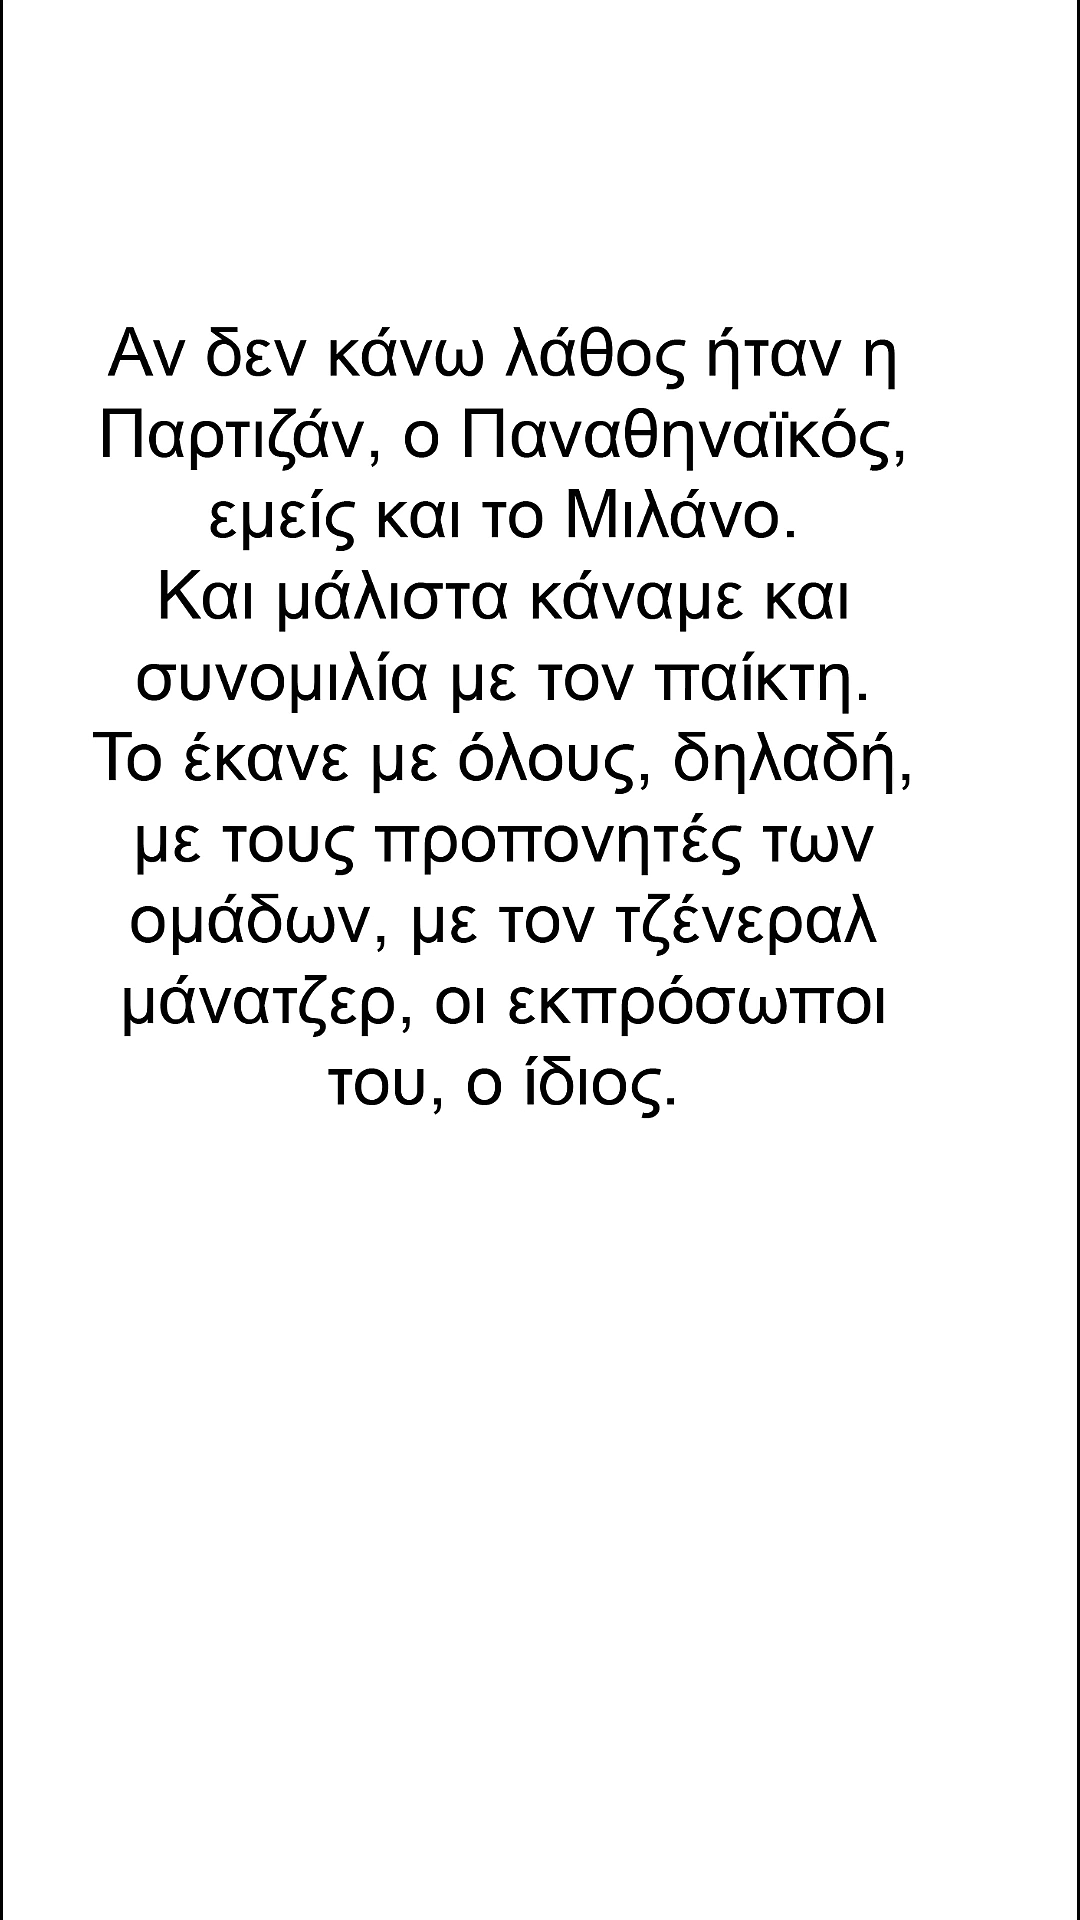 Αν δεν κάνω λάθος ήταν η
Παρτιζάν, ο Παναθηναϊκός,
εμείς και το Μιλάνο.
Και μάλιστα κάναμε και
συνομιλία με τον παίκτη.
Το έκανε με όλους, δηλαδή,
με τους προπονητές των
ομάδων, με τον τζένεραλ
μάνατζερ, οι εκπρόσωποι
του, ο ίδιος.